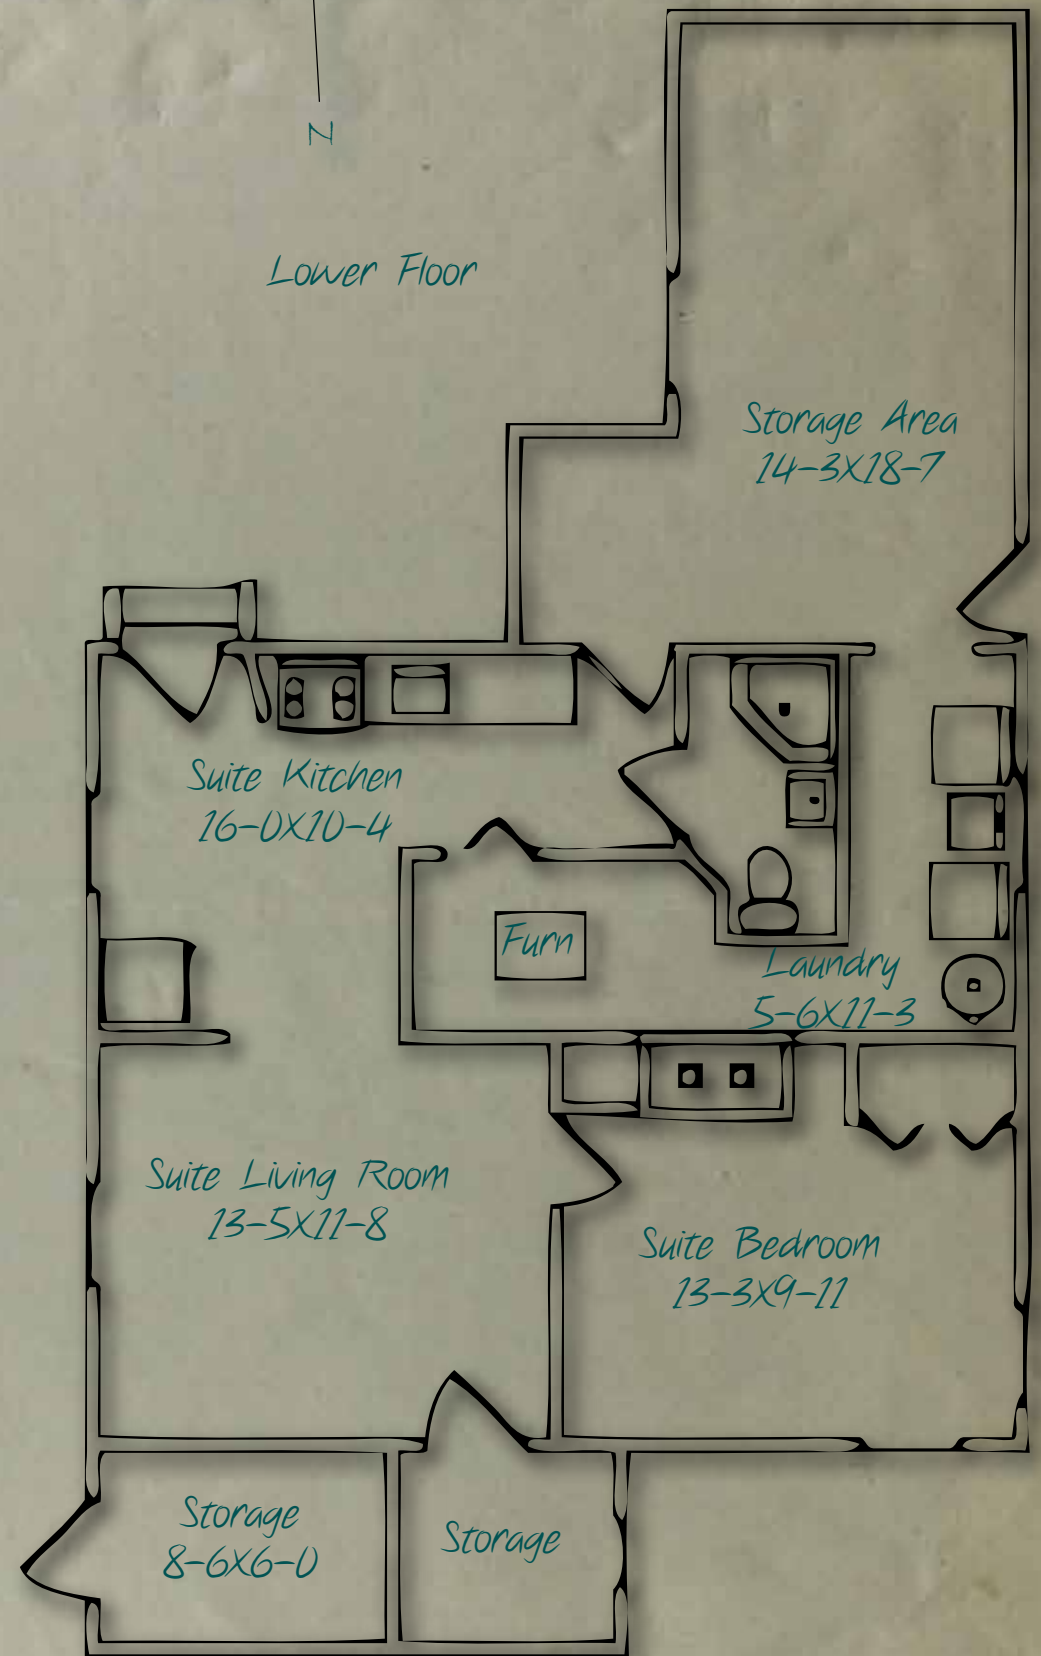 N
Lower Floor
Storage Area
14-3X18-7
Suite Kitchen
16-0X10-4
Furn
Laundry
5-6X11-3
Suite Living Room
13-5X11-8
Suite Bedroom
13-3X9-11
Storage
8-6X6-0
Storage